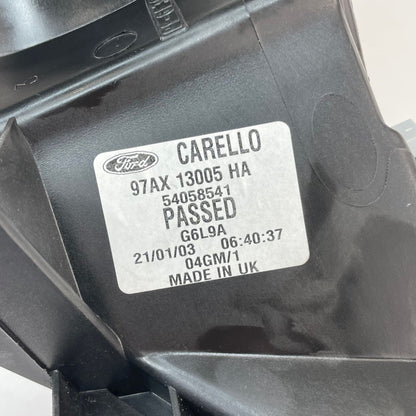 Ford CARELLO
97AX 13005 HA
54058541
PASSED
G6L9A
21/01/03 06:40:37
04GM/1
MADE IN UK